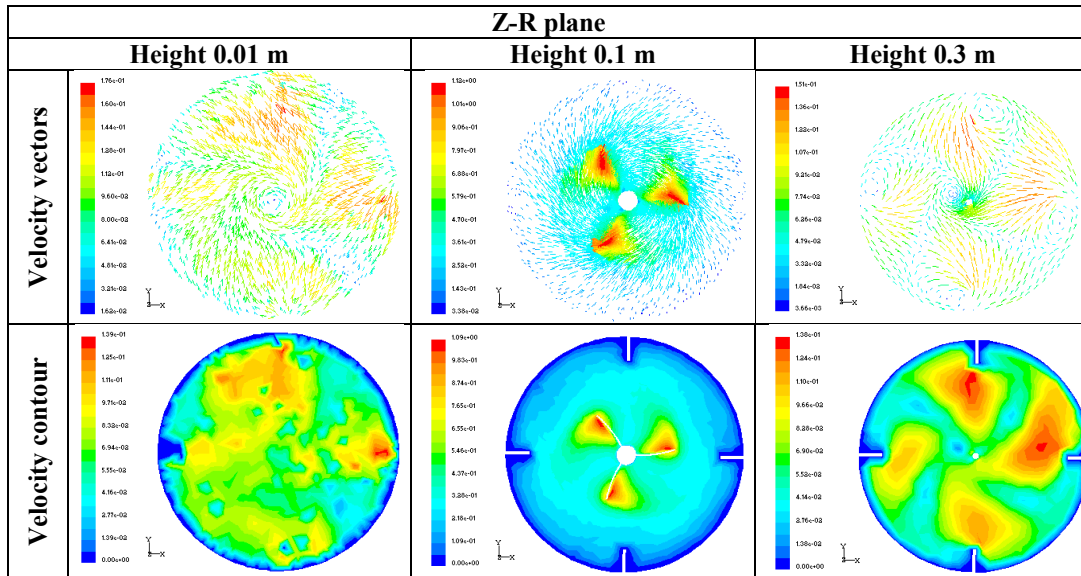 Z-R plane
Height 0.01 m
Height 0.1 m
Height 0.3 m
Velocity vectors
1.76e-01
1.60e-01
1.44e-01
1.28e-01
1.12e-01
9.60e-02
8.00e-02
6.41e-02
4.81e-02
3.21e-02
1.62e-02
Y
Z
X
1.12e+00
1.01e+00
9.06e-01
7.97e-01
6.88e-01
5.79e-01
4.70e-01
3.61e-01
2.52e-01
1.43e-01
3.38e-02
Y
Z
X
1.51e-01
1.36e-01
1.22e-01
1.07e-01
9.21e-02
7.74e-02
6.26e-02
4.79e-02
3.32e-02
1.84e-02
3.66e-03
Y
Z
X
Velocity contour
1.39e-01
1.25e-01
1.11e-01
9.71e-02
8.32e-02
6.94e-02
5.55e-02
4.16e-02
2.77e-02
1.39e-02
0.00e+00
Y
Z
X
1.09e+00
9.83e-01
8.74e-01
7.65e-01
6.55e-01
5.46e-01
4.37e-01
3.28e-01
2.18e-01
1.09e-01
0.00e+00
Y
Z
X
1.38e-01
1.24e-01
1.10e-01
9.66e-02
8.28e-02
6.90e-02
5.52e-02
4.14e-02
2.76e-02
1.38e-02
0.00e+00
Y
Z
X